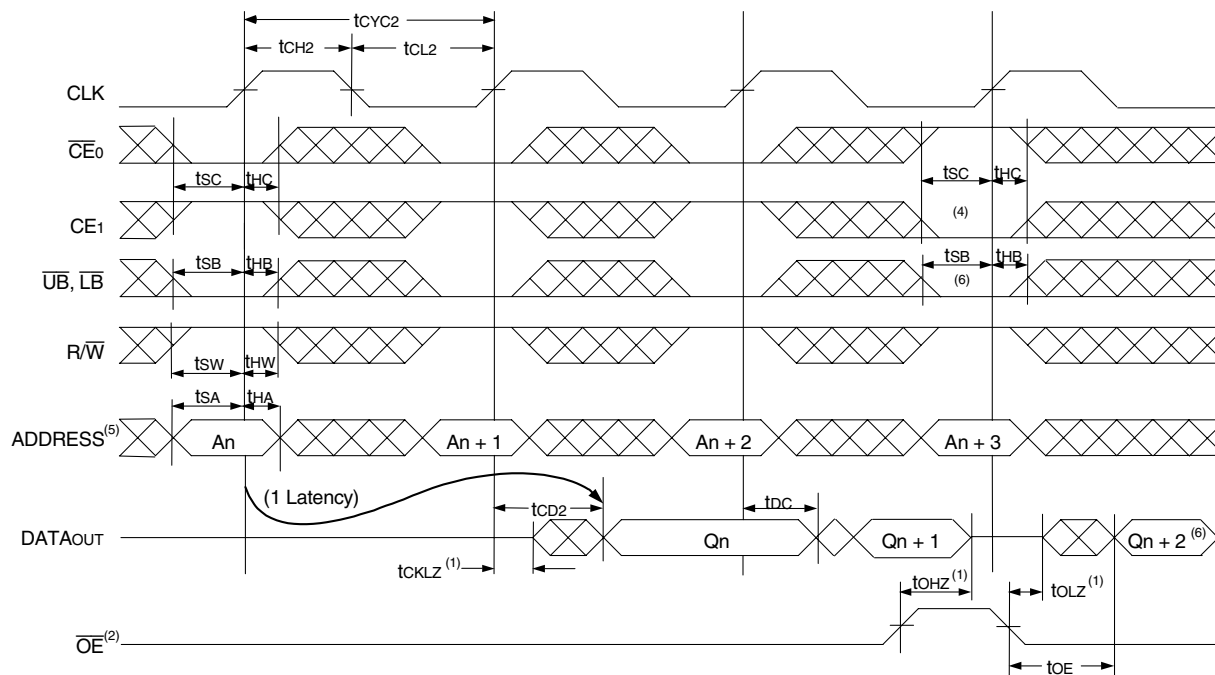 tCYC2
tCH2 tCL2
CLK
CE0
tSC tHC tSC tHC
(4)
CE1
tSB tHB tSB tHB
UB, LB (6)
R/W
tSW tHW
tSA tHA
ADDRESS(5) An An + 1 An + 2 An + 3
(1 Latency)
tCD2 tDC
DATAOUT Qn Qn + 1 Qn + 2 (6)
tCKLZ (1) tOHZ (1) tOLZ (1)
OE(2)
tOE